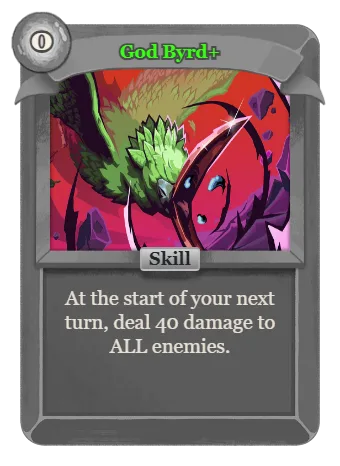 0
God Byrd+
Skill
At the start of your next
turn, deal 40 damage to
ALL enemies.